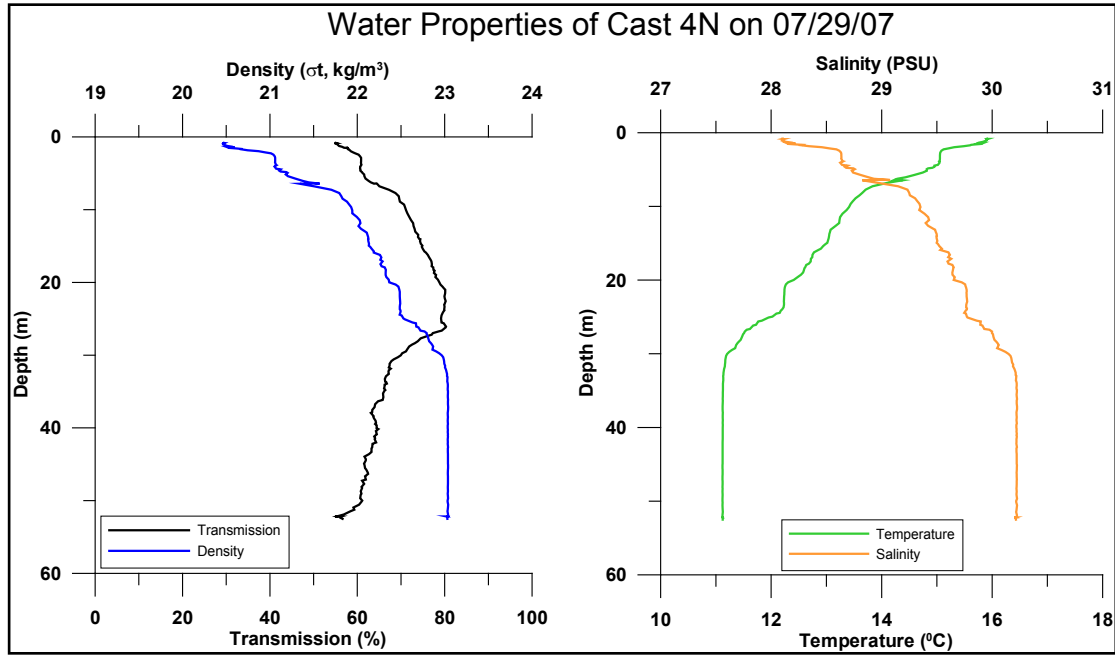 Water Properties of Cast 4N on 07/29/07
Density (σt, kg/m³)
19 20 21 22 23 24
0
20
40
60
Depth (m)
Transmission
Density
0 20 40 60 80 100
Transmission (%)
Salinity (PSU)
27 28 29 30 31
0
20
40
60
Depth (m)
Temperature
Salinity
10 12 14 16 18
Temperature (⁰C)